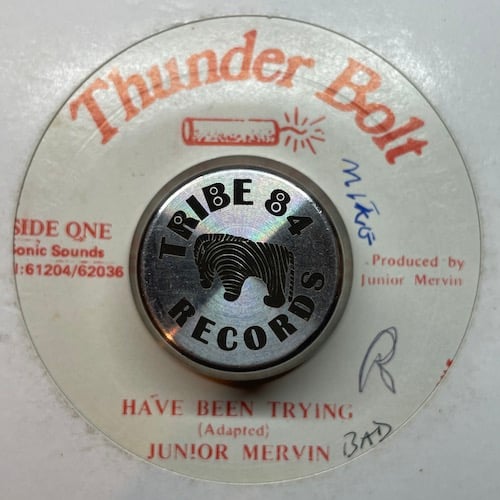 Thunder Bolt
TRIBE 84
RECORDS
SIDE ONE
Sonic Sounds
:61204/62036
Produced by
Junior Mervin
R
HAVE BEEN TRYING
(Adapted)
JUNIOR MERVIN
BAD